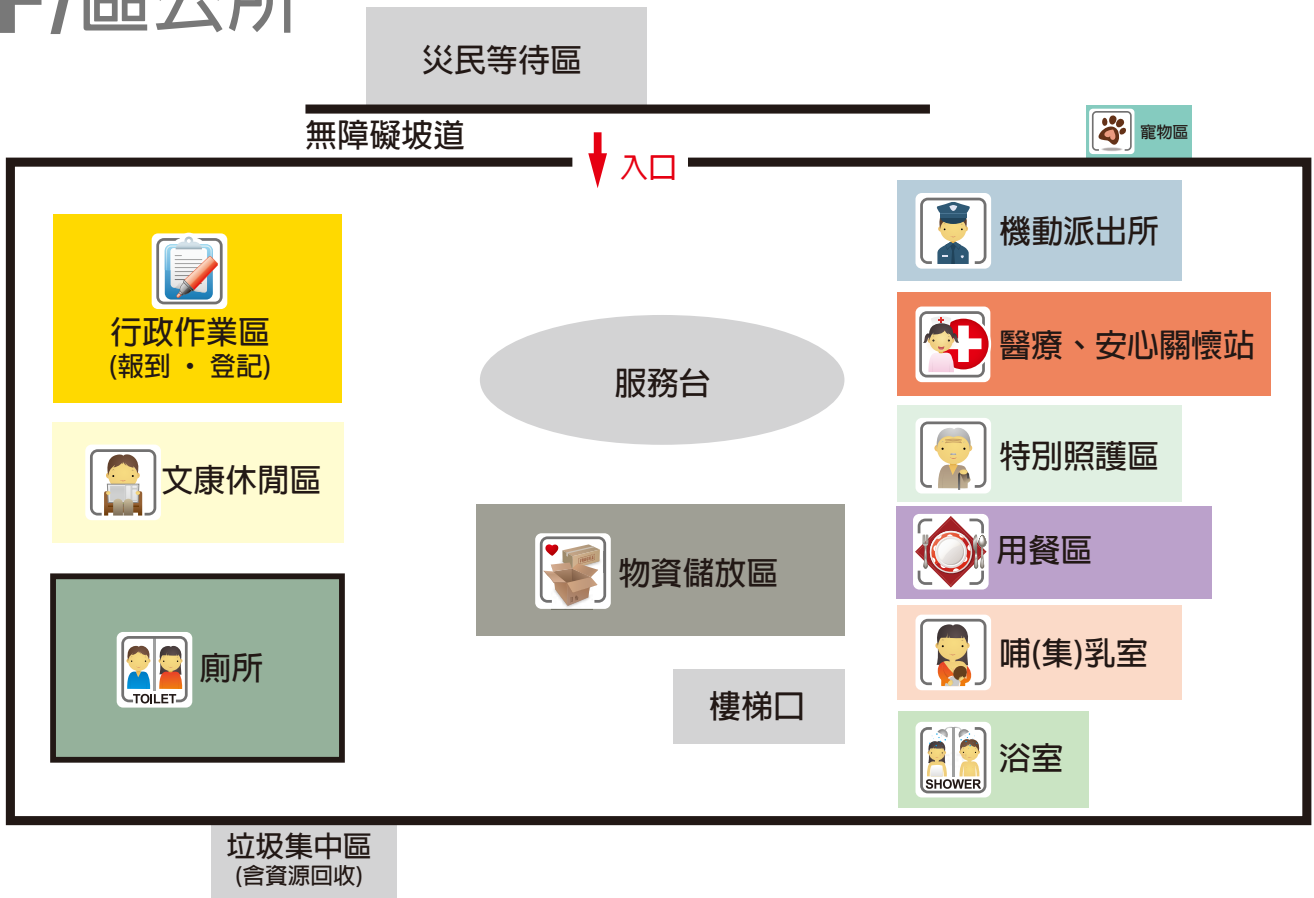 F/區公所
災民等待區
無障礙坡道
寵物區
入口
行政作業區
(報到 · 登記)
文康休閒區
TOILET
廁所
服務台
物資儲放區
樓梯口
機動派出所
醫療、安心關懷站
特別照護區
用餐區
哺(集)乳室
SHOWER
浴室
垃圾集中區
(含資源回收)